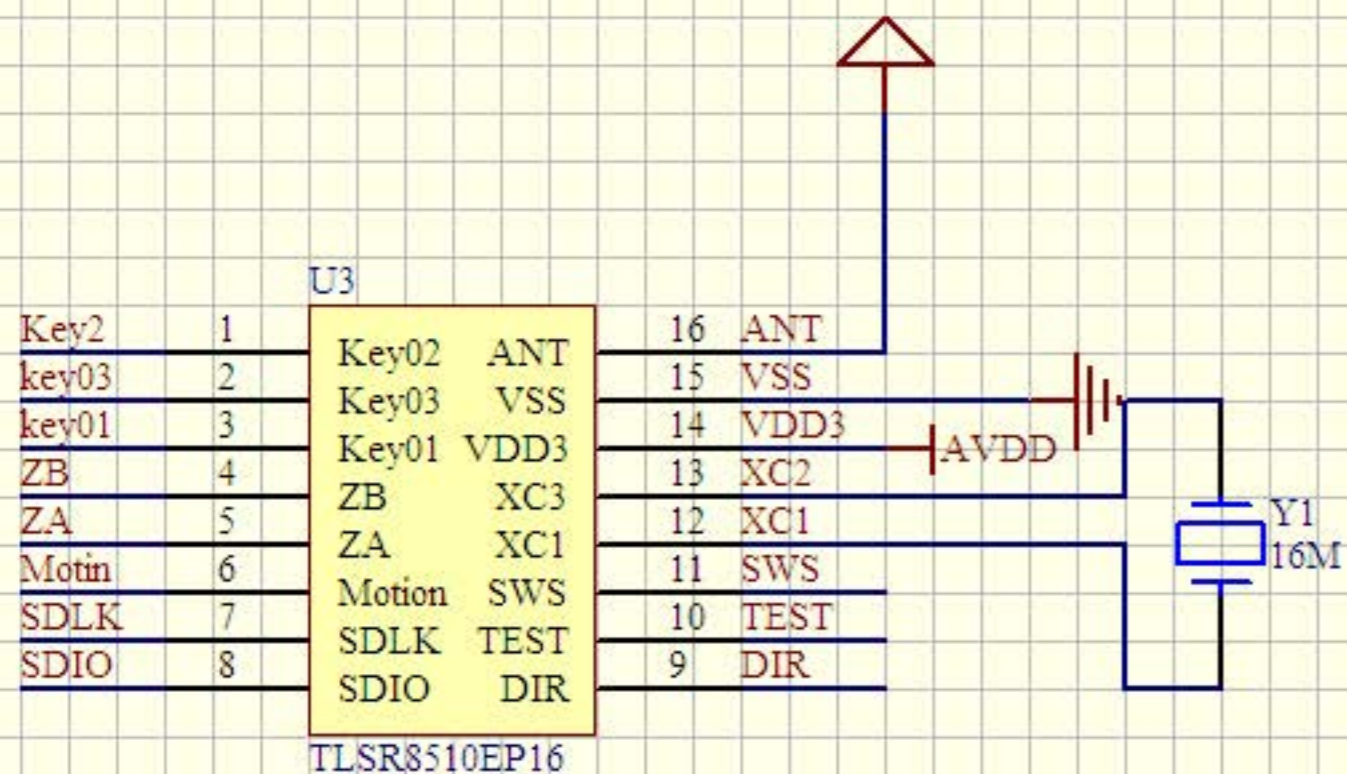 U3
Key2 1 Key02 ANT 16 ANT
key03 2 Key03 VSS 15 VSS
key01 3 Key01 VDD3 14 VDD3 AVDD
ZB 4 ZB XC3 13 XC2
ZA 5 ZA XC1 12 XC1 Y1
Motin 6 Motion SWS 11 SWS 16M
SDLK 7 SDLK TEST 10 TEST
SDIO 8 SDIO DIR 9 DIR
TLSR8510EP16